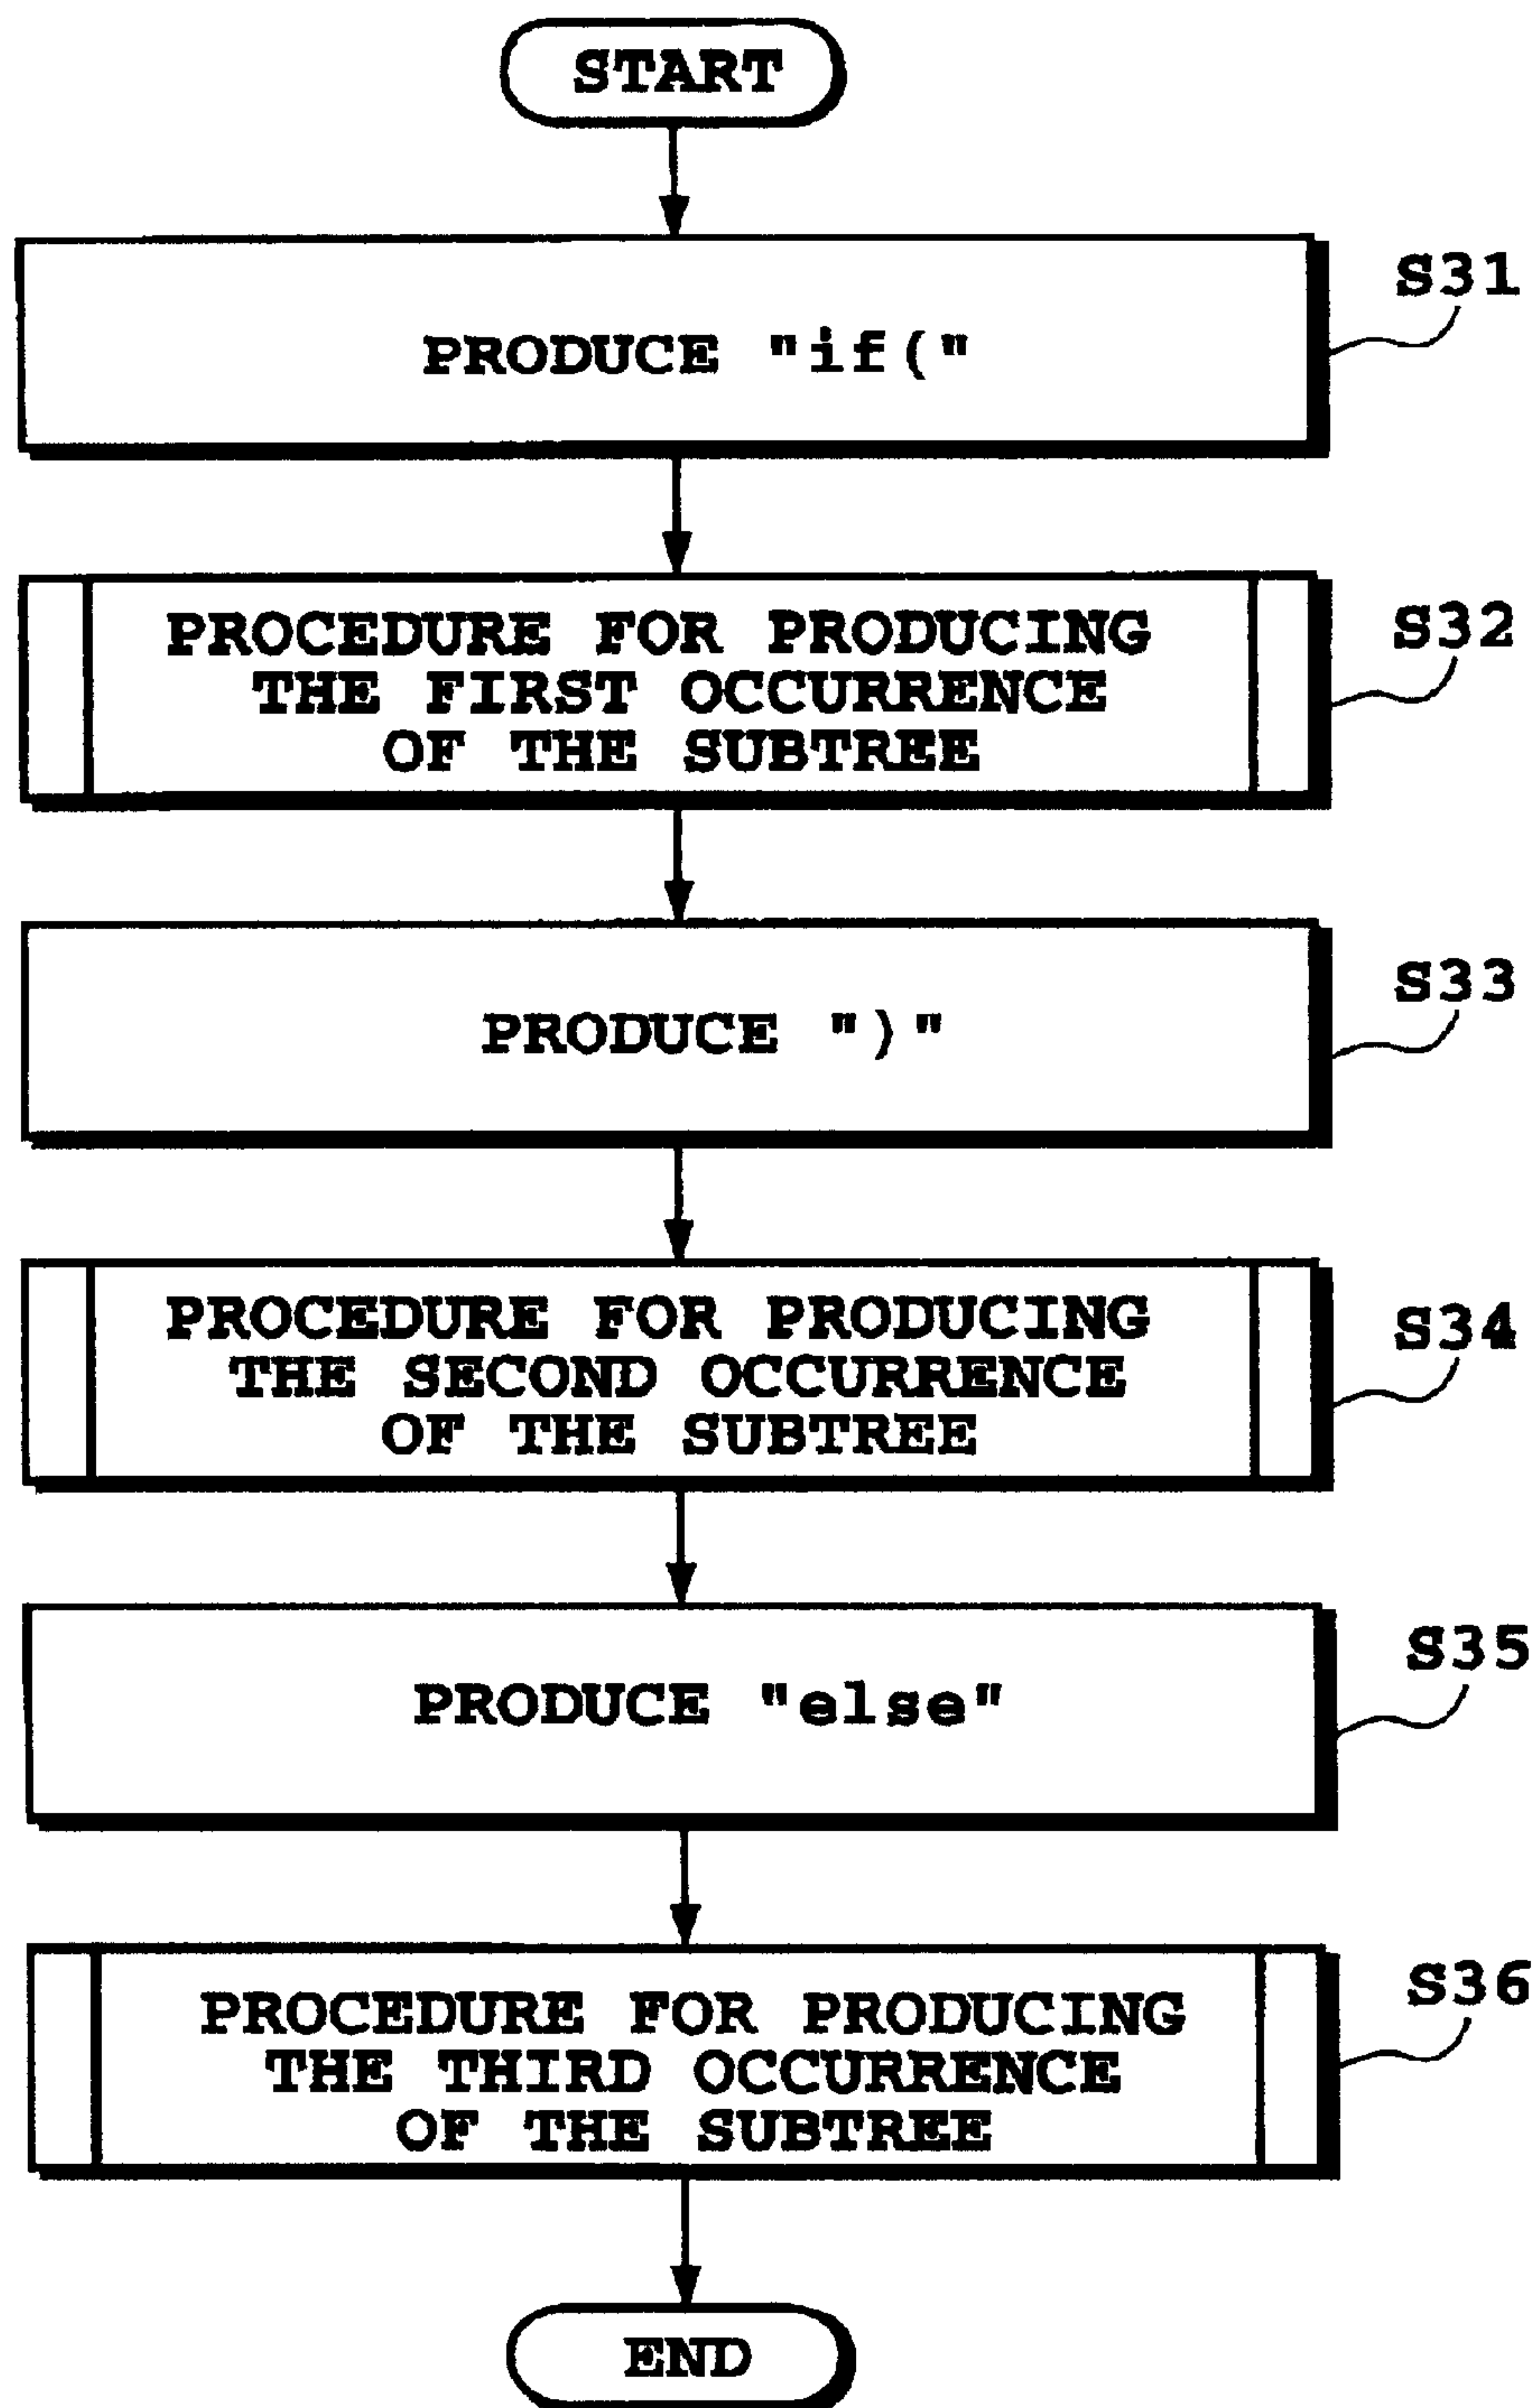 START
PRODUCE "if("
S31
PROCEDURE FOR PRODUCING
THE FIRST OCCURRENCE
OF THE SUBTREE
S32
PRODUCE ")"
S33
PROCEDURE FOR PRODUCING
THE SECOND OCCURRENCE
OF THE SUBTREE
S34
PRODUCE "else"
S35
PROCEDURE FOR PRODUCING
THE THIRD OCCURRENCE
OF THE SUBTREE
S36
END